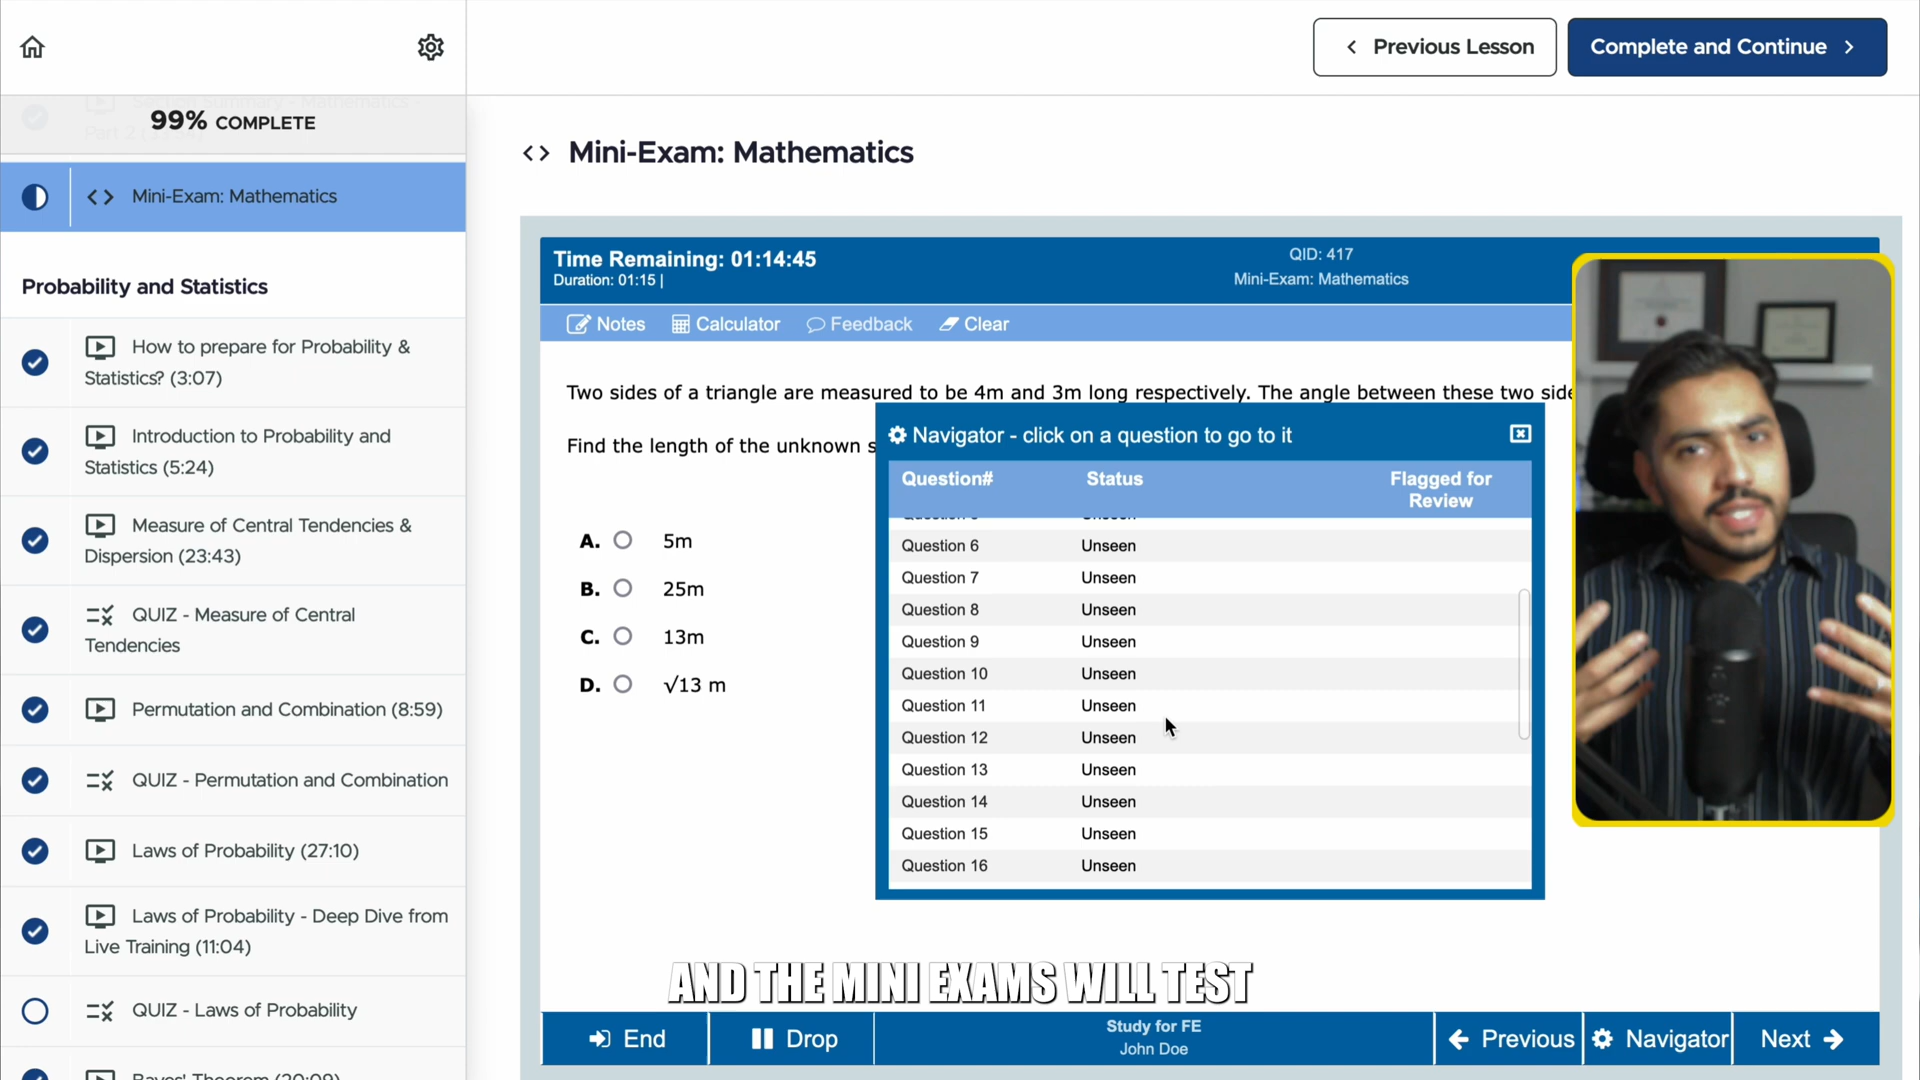 Previous Lesson
Complete and Continue
Section Summary - Mathematics -
Part 2
99% COMPLETE
Mini-Exam: Mathematics
Probability and Statistics
How to prepare for Probability &
Statistics? (3:07)
Introduction to Probability and
Statistics (5:24)
Measure of Central Tendencies &
Dispersion (23:43)
QUIZ - Measure of Central
Tendencies
Permutation and Combination (8:59)
QUIZ - Permutation and Combination
Laws of Probability (27:10)
Laws of Probability - Deep Dive from
Live Training (11:04)
QUIZ - Laws of Probability
Bayes' Theorem (20:09)
Mini-Exam: Mathematics
Time Remaining: 01:14:45
Duration: 01:15 |
QID: 417
Mini-Exam: Mathematics
Notes
Calculator
Feedback
Clear
Two sides of a triangle are measured to be 4m and 3m long respectively. The angle between these two side
Find the length of the unknown s
A. 5m
B. 25m
C. 13m
D. √13 m
Navigator - click on a question to go to it
Question# Status Flagged for
Review
Question 6 Unseen
Question 7 Unseen
Question 8 Unseen
Question 9 Unseen
Question 10 Unseen
Question 11 Unseen
Question 12 Unseen
Question 13 Unseen
Question 14 Unseen
Question 15 Unseen
Question 16 Unseen
AND THE MINI EXAMS WILL TEST
End
Drop
Study for FE
John Doe
Previous
Navigator
Next